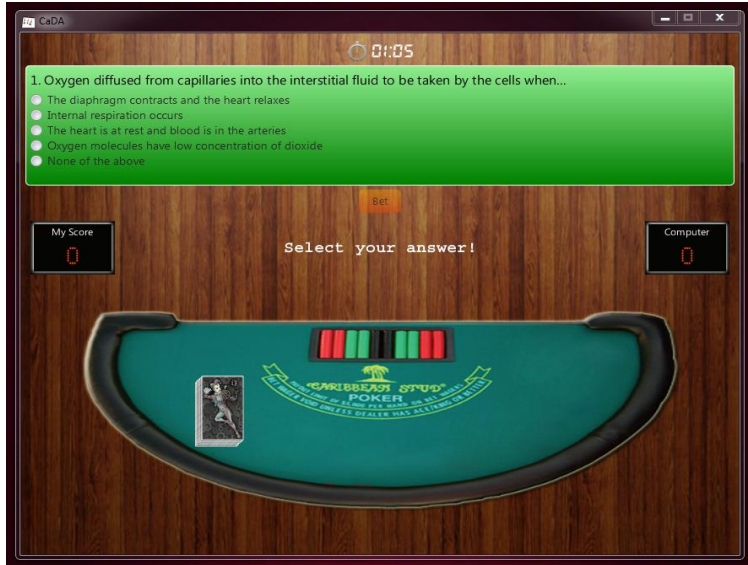 CaDA
01:05
1. Oxygen diffused from capillaries into the interstitial fluid to be taken by the cells when...
The diaphragm contracts and the heart relaxes
Internal respiration occurs
The heart is at rest and blood is in the arteries
Oxygen molecules have low concentration of dioxide
None of the above
Bet
My Score
0
Select your answer!
Computer
0
CARIBBEAN STUD®
POKER